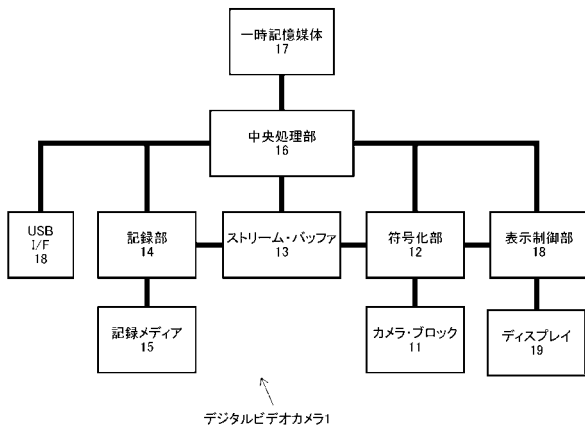 一時記憶媒体
17
中央処理部
16
USB
I/F
18
記録部
14
ストリーム・バッファ
13
符号化部
12
表示制御部
18
記録メディア
15
カメラ・ブロック
11
ディスプレイ
19
デジタルビデオカメラ1